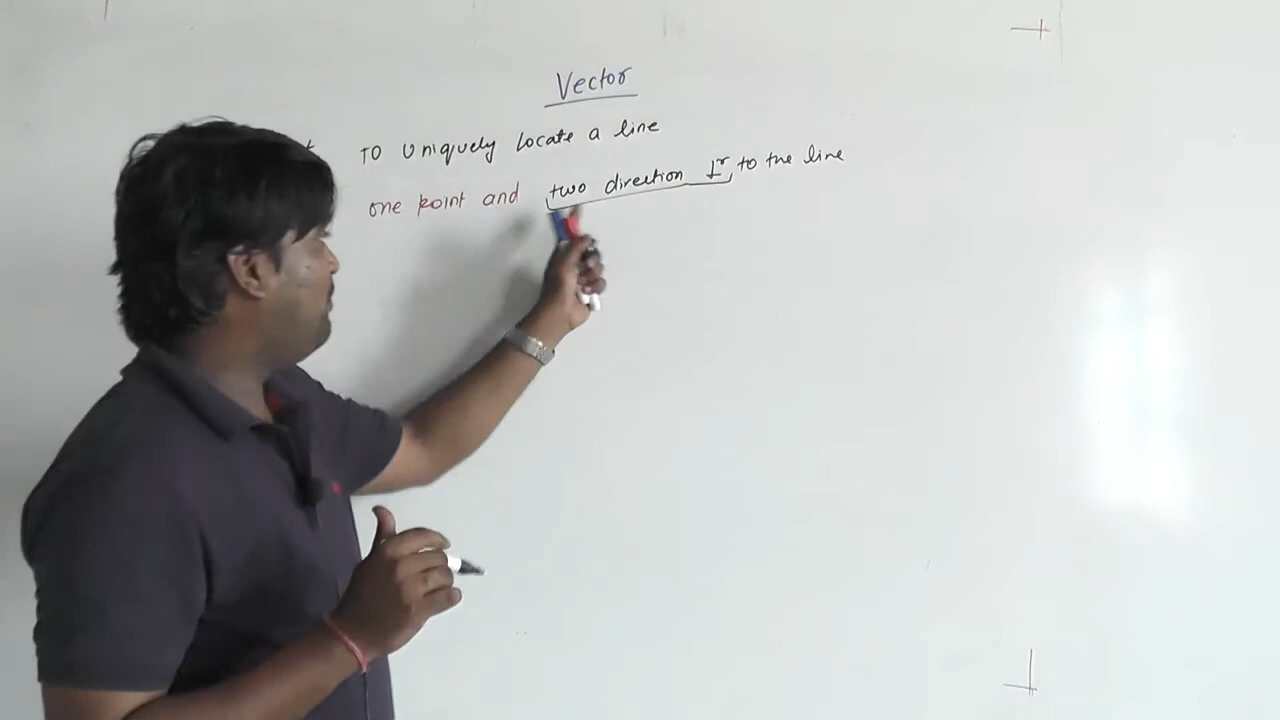 Vector
TO Uniquely Locate a line
one point and two direction ⊥ʳ to the line